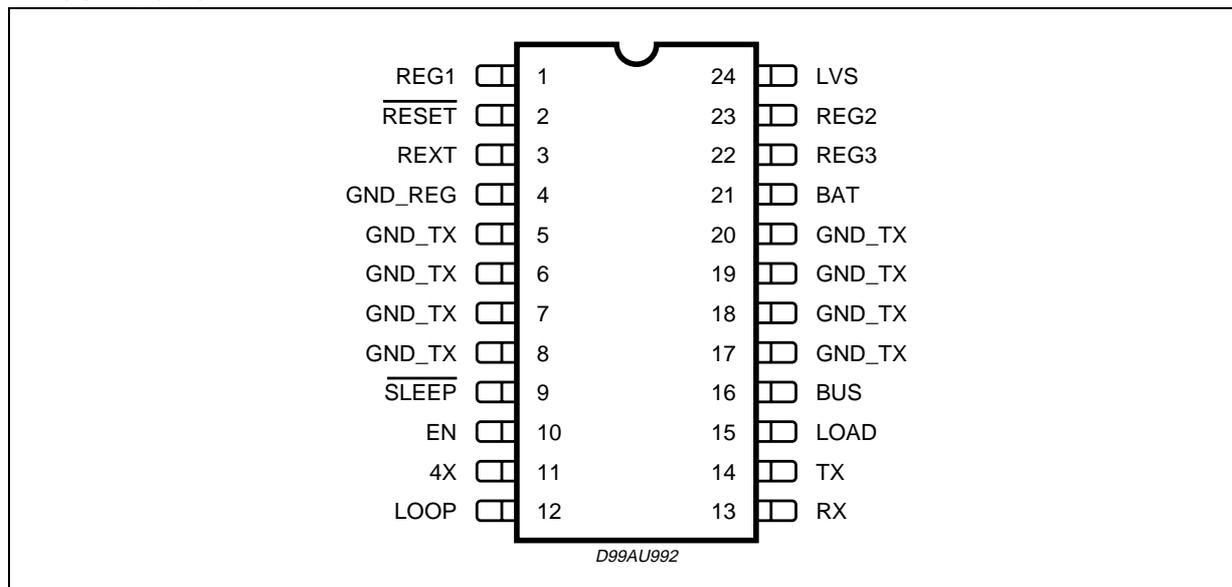 REG1 1 24 LVS
RESET 2 23 REG2
REXT 3 22 REG3
GND_REG 4 21 BAT
GND_TX 5 20 GND_TX
GND_TX 6 19 GND_TX
GND_TX 7 18 GND_TX
GND_TX 8 17 GND_TX
SLEEP 9 16 BUS
EN 10 15 LOAD
4X 11 14 TX
LOOP 12 13 RX
D99AU992